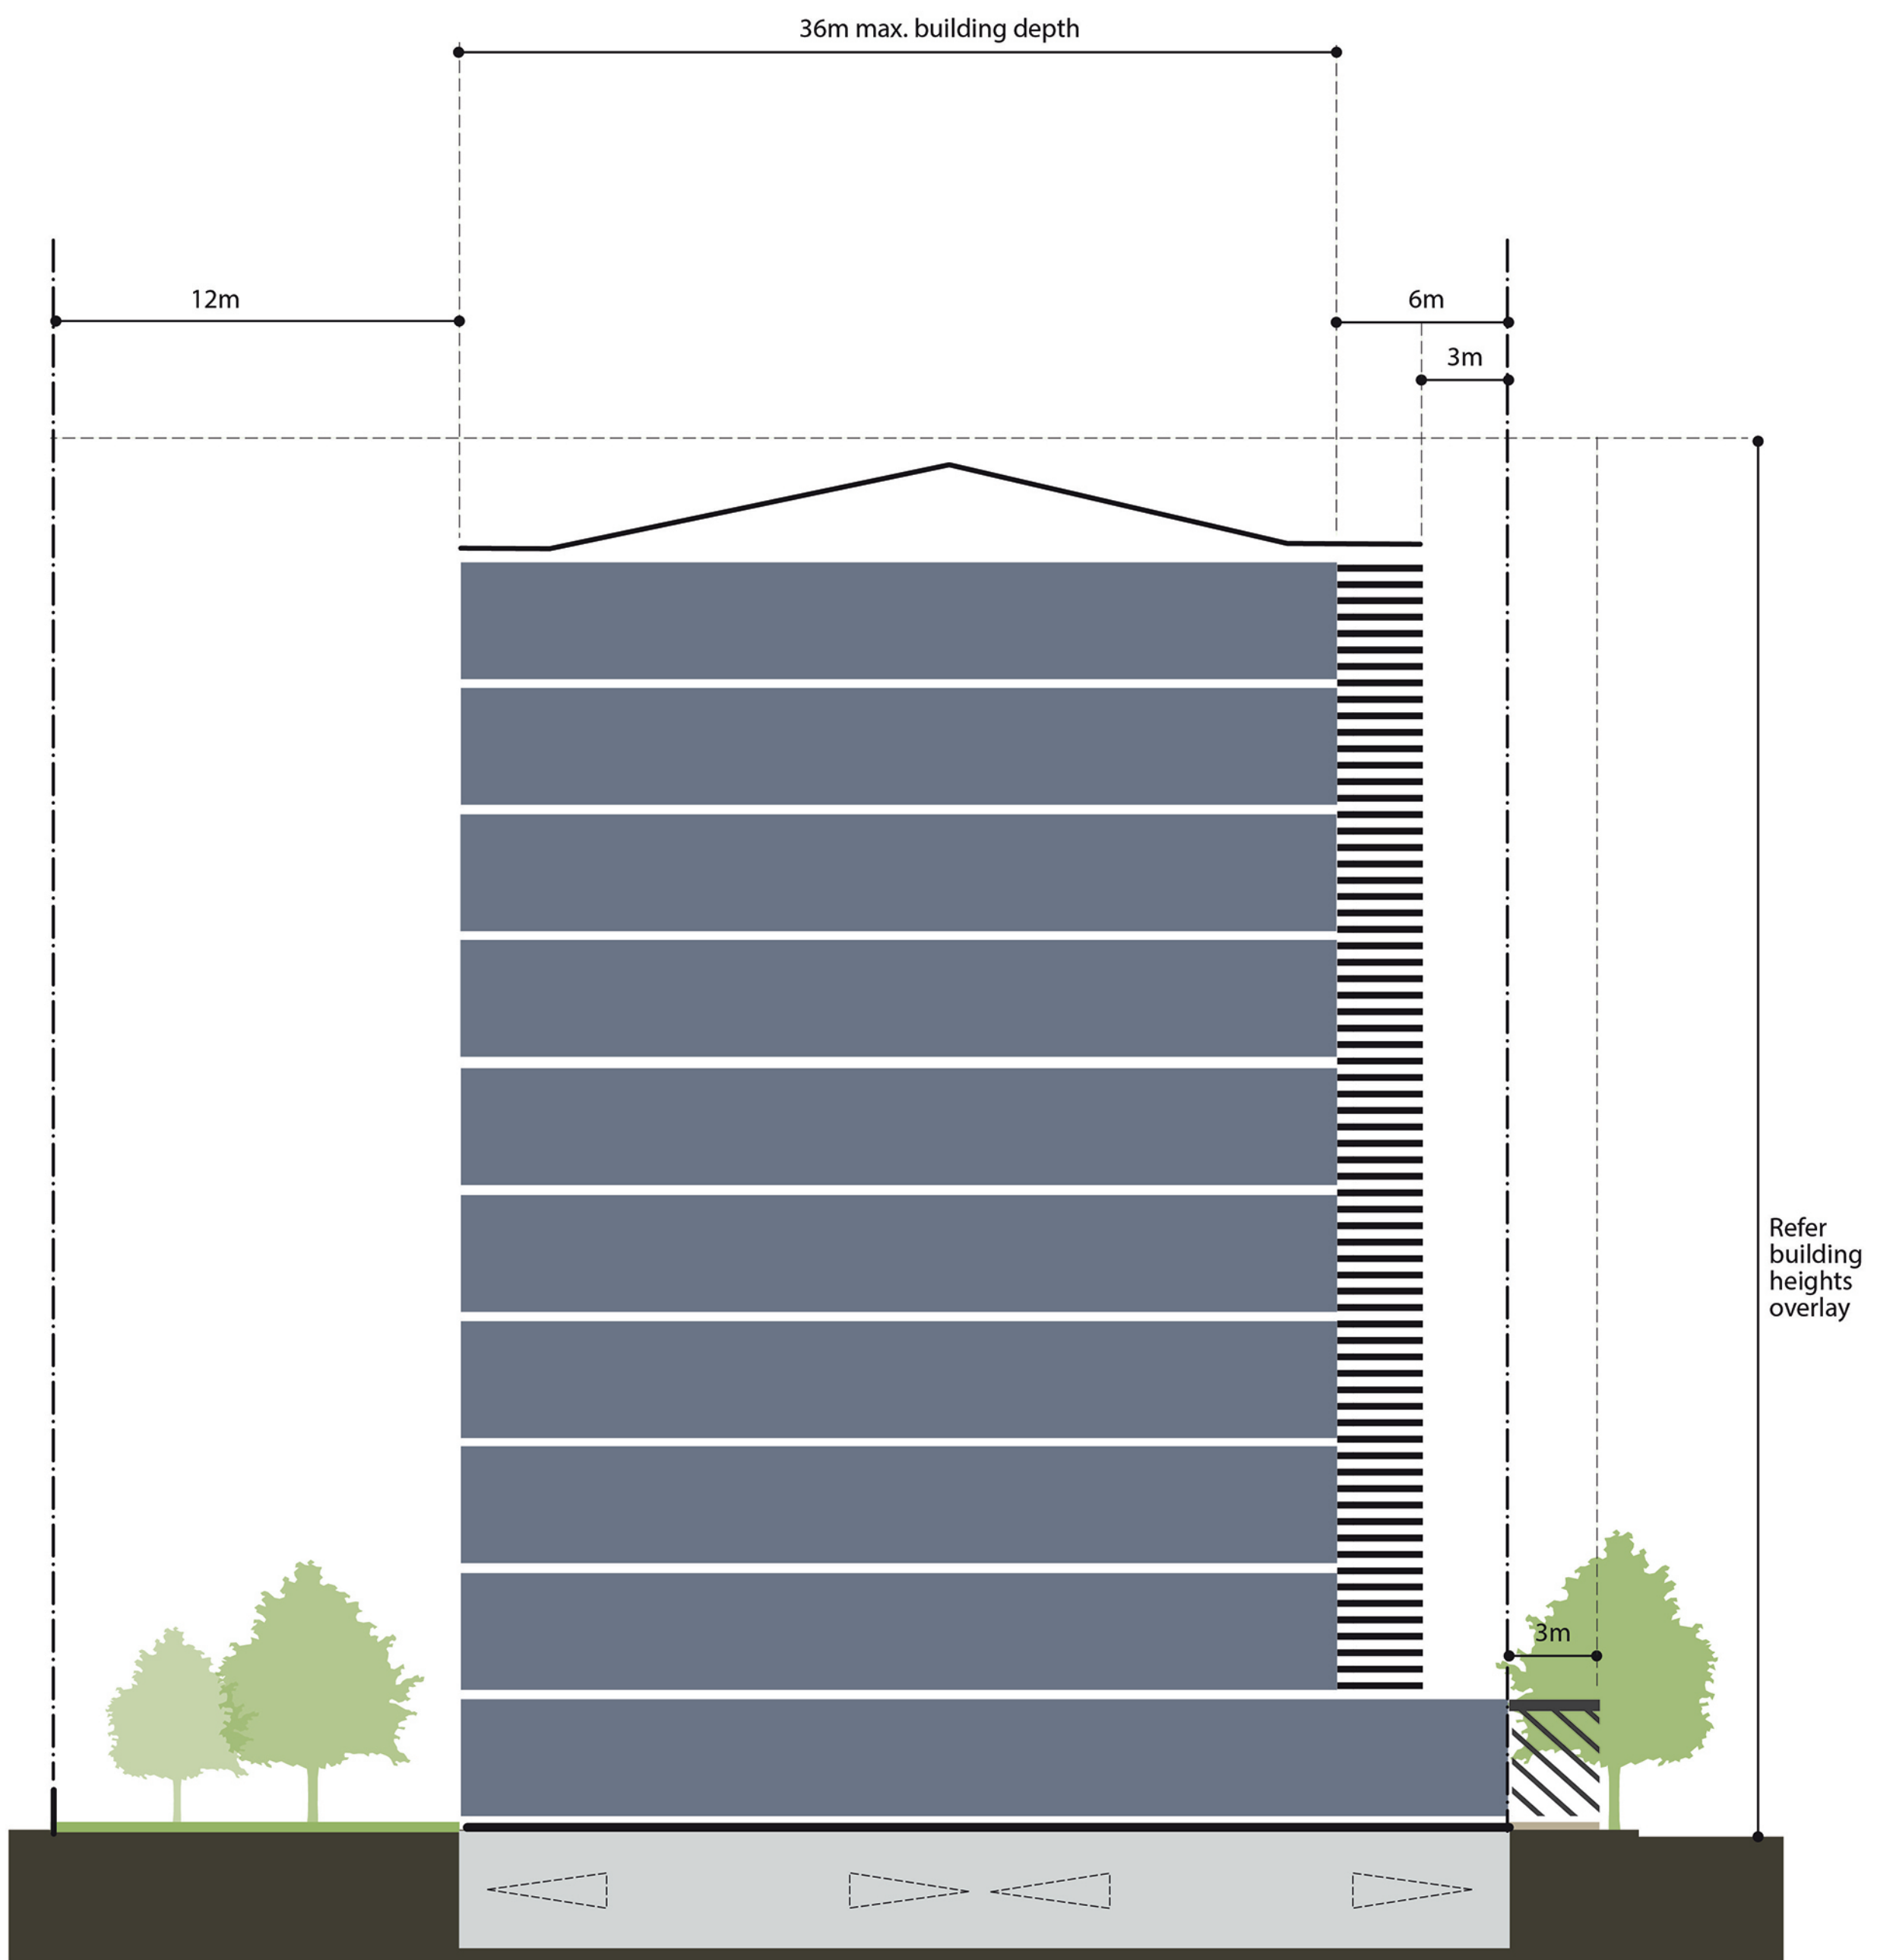 36m max. building depth
12m
6m
3m
Refer
building
heights
overlay
3m